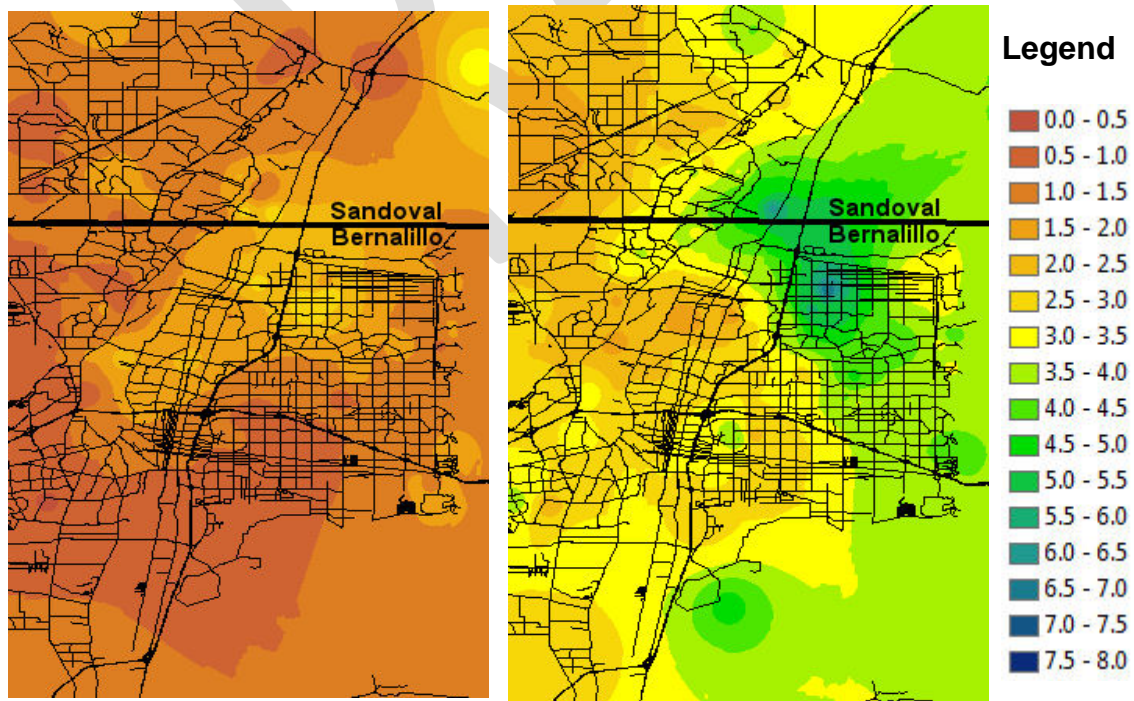 Sandoval
Bernalillo
Sandoval
Bernalillo
Legend
0.0 - 0.5
0.5 - 1.0
1.0 - 1.5
1.5 - 2.0
2.0 - 2.5
2.5 - 3.0
3.0 - 3.5
3.5 - 4.0
4.0 - 4.5
4.5 - 5.0
5.0 - 5.5
5.5 - 6.0
6.0 - 6.5
6.5 - 7.0
7.0 - 7.5
7.5 - 8.0